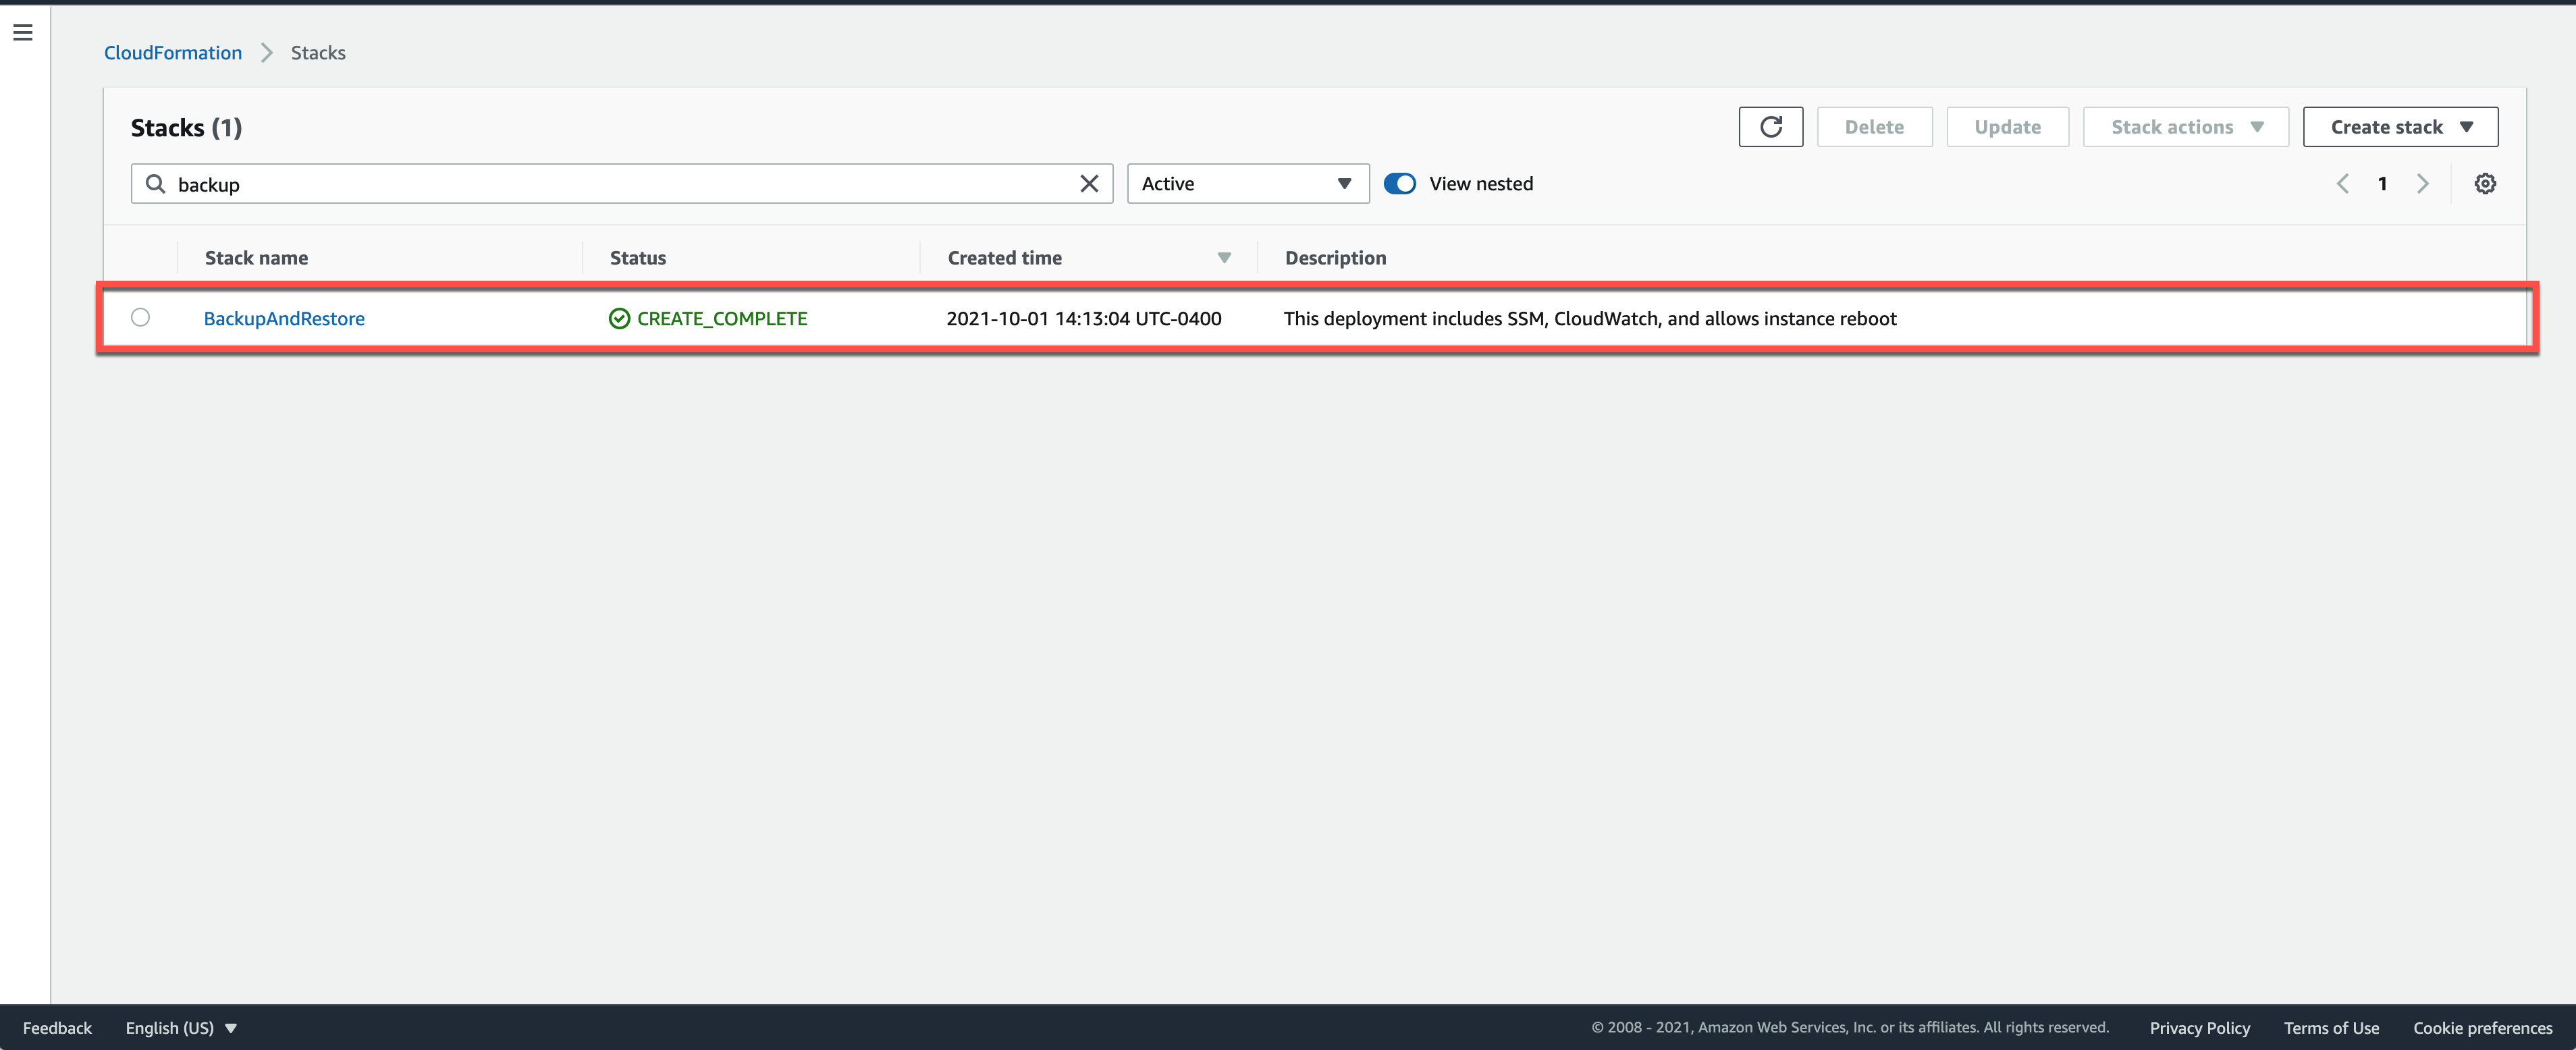 CloudFormation > Stacks
Stacks (1)
Delete
Update
Stack actions
Create stack
backup
Active
View nested
1
Stack name Status Created time Description
BackupAndRestore CREATE_COMPLETE 2021-10-01 14:13:04 UTC-0400 This deployment includes SSM, CloudWatch, and allows instance reboot
Feedback English (US) © 2008 - 2021, Amazon Web Services, Inc. or its affiliates. All rights reserved. Privacy Policy Terms of Use Cookie preferences